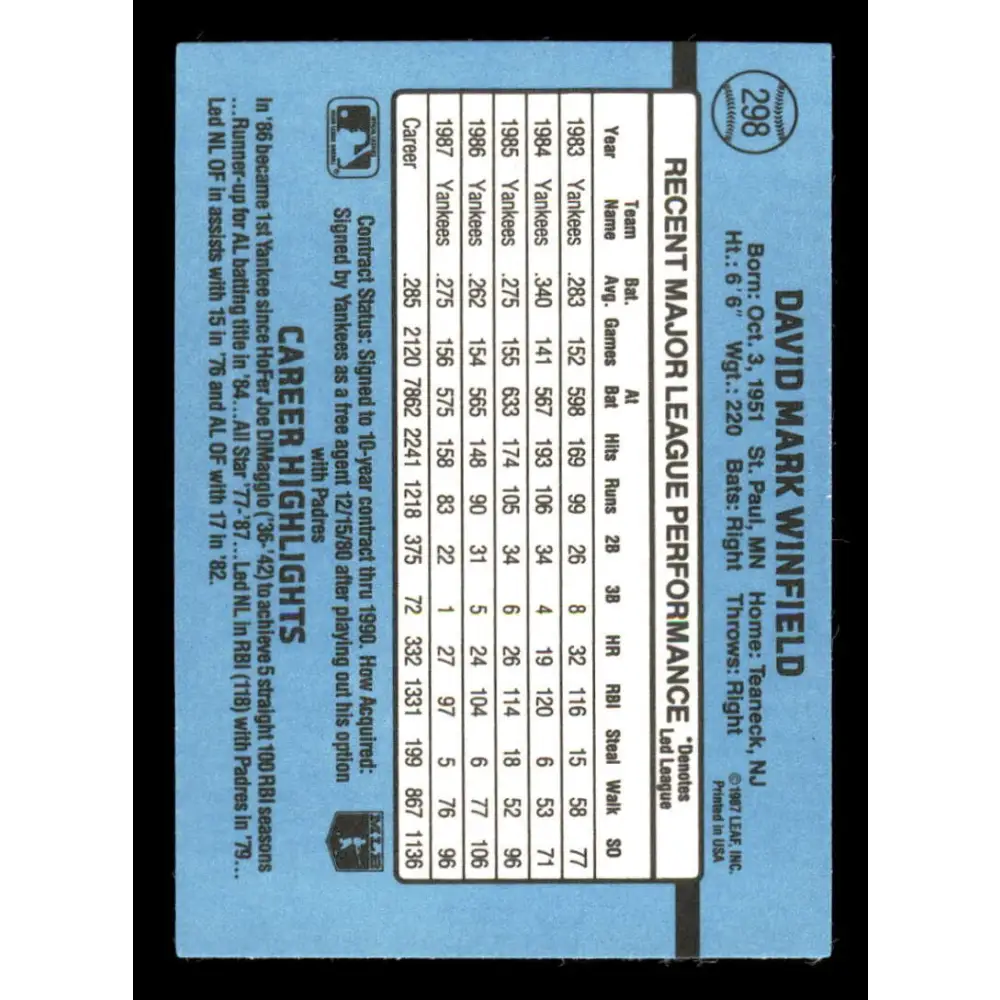 298
DAVID MARK WINFIELD
Born: Oct. 3, 1951 St. Paul, MN Home: Teaneck, NJ
Ht.: 6'6" Wgt.: 220 Bats: Right Throws: Right
©1987 LEAF, INC.
Printed in USA
RECENT MAJOR LEAGUE PERFORMANCE *Denotes Led League
Year Team Name Bat. Avg. Games At Bat Hits Runs 2B 3B HR RBI Steal Walk SO
1983 Yankees .283 152 598 169 99 26 8 32 116 15 58 77
1984 Yankees .340 141 567 193 106 34 4 19 120 6 53 71
1985 Yankees .275 155 633 174 105 34 6 26 114 18 52 96
1986 Yankees .262 154 565 148 90 31 5 24 104 6 77 106
1987 Yankees .275 156 575 158 83 22 1 27 97 5 76 96
Career .285 2120 7862 2241 1218 375 72 332 1331 199 867 1136
Contract Status: Signed to 10-year contract thru 1990. How Acquired:
Signed by Yankees as a free agent 12/15/80 after playing out his option
with Padres
MLB
CAREER HIGHLIGHTS
In '86 became 1st Yankee since HoFer Joe DiMaggio ('36-'42) to achieve 5 straight 100 RBI seasons
...Runner-up for AL batting title in '84...All Star '77-'87...Led NL in RBI (118) with Padres in '79...
Led NL OF in assists with 15 in '76 and AL OF with 17 in '82.